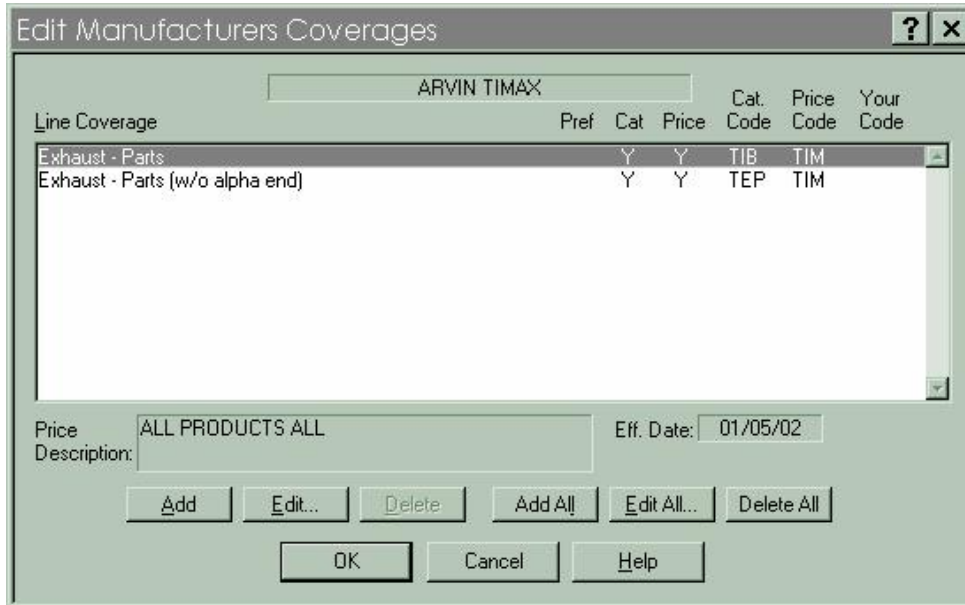 Edit Manufacturers Coverages ? ×
ARVIN TIMAX
Line Coverage Pref Cat Price Cat. Code Price Code Your Code
Exhaust - Parts Y Y TIB TIM
Exhaust - Parts (w/o alpha end) Y Y TEP TIM
Price Description: ALL PRODUCTS ALL Eff. Date: 01/05/02
Add Edit... Delete Add All Edit All... Delete All
OK Cancel Help